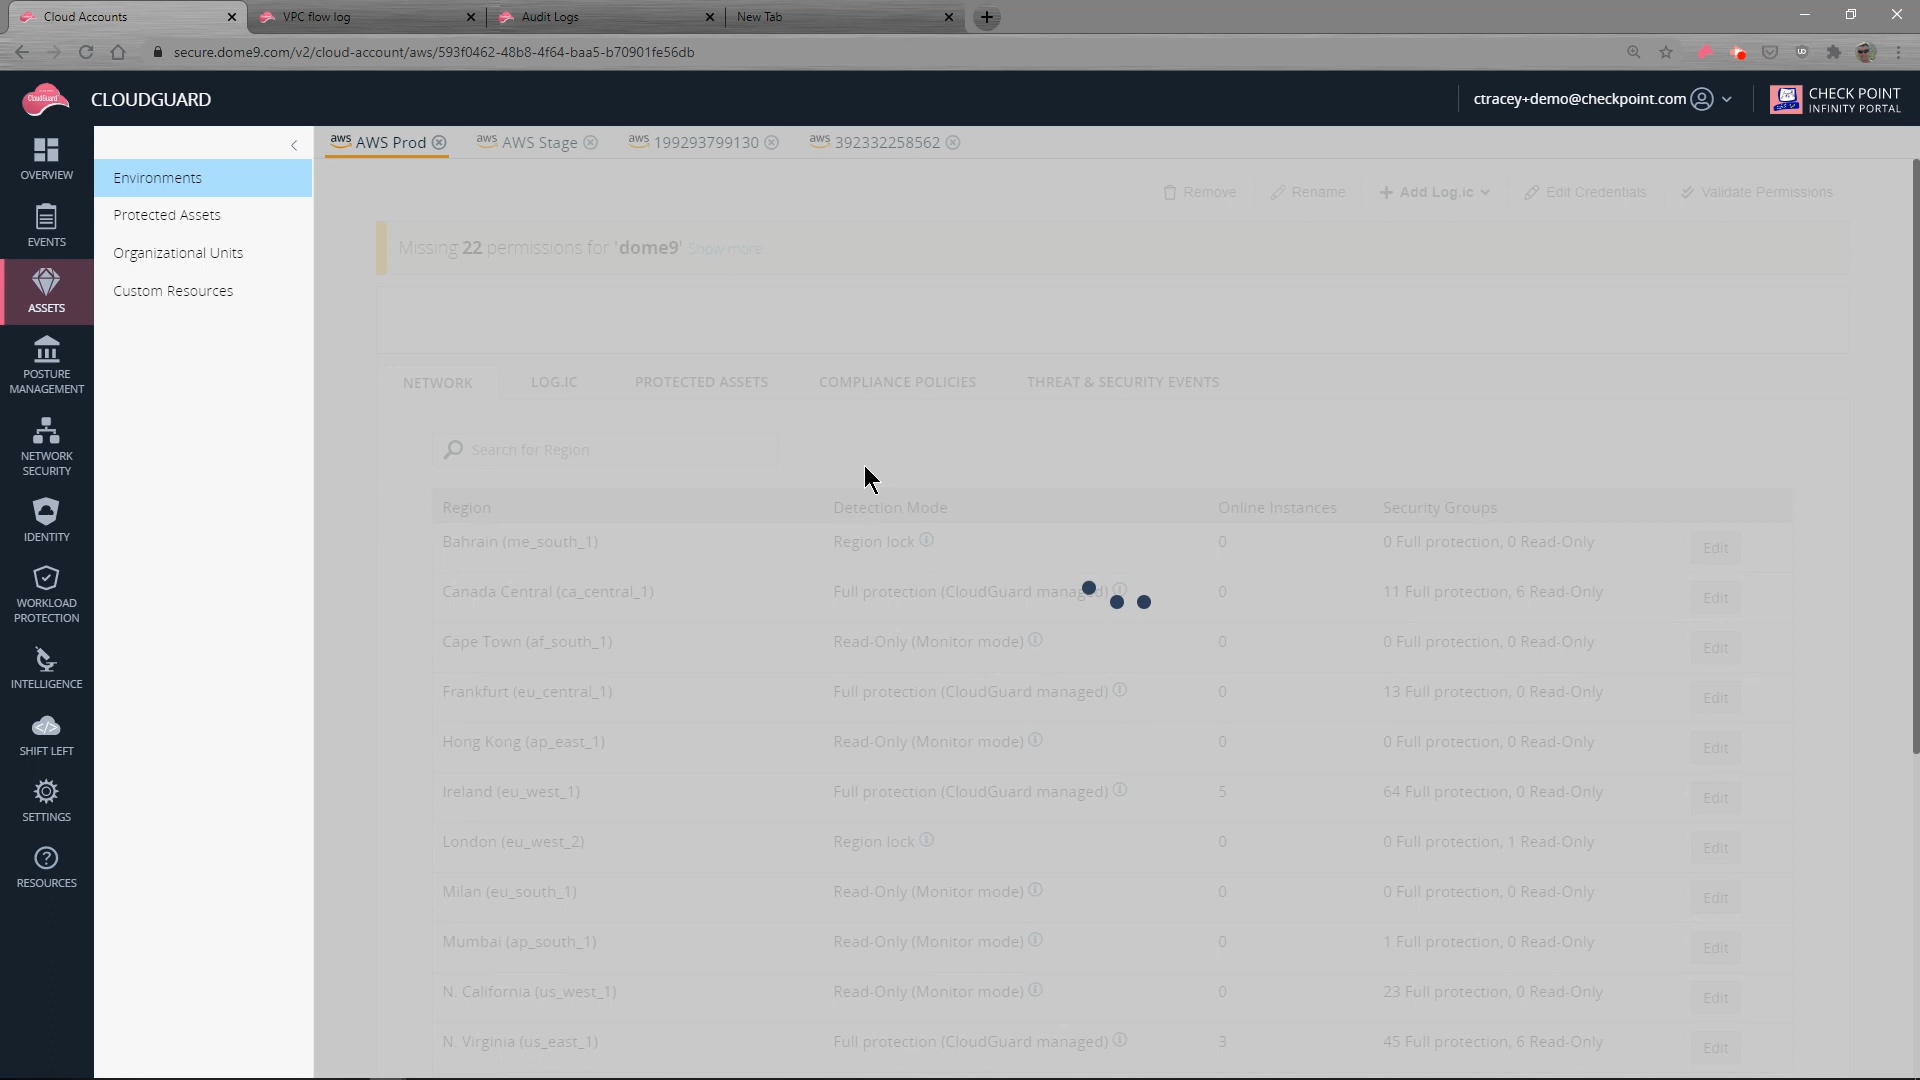 Cloud Accounts
VPC flow log
Audit Logs
New Tab
secure.dome9.com/v2/cloud-account/aws/593f0462-48b8-4f64-baa5-b70901fe56db
CloudGuard
CLOUDGUARD
ctracey+demo@checkpoint.com
CHECK POINT
INFINITY PORTAL
OVERVIEW
EVENTS
ASSETS
POSTURE
MANAGEMENT
NETWORK
SECURITY
IDENTITY
WORKLOAD
PROTECTION
INTELLIGENCE
SHIFT LEFT
SETTINGS
RESOURCES
Environments
Protected Assets
Organizational Units
Custom Resources
aws AWS Prod
aws AWS Stage
aws 199293799130
aws 392332258562
Remove
Rename
Add Log.ic
Edit Credentials
Validate Permissions
Missing 22 permissions for 'dome9' Show more
NETWORK
LOG.IC
PROTECTED ASSETS
COMPLIANCE POLICIES
THREAT & SECURITY EVENTS
Search for Region
Region Detection Mode Online Instances Security Groups
Bahrain (me_south_1) Region lock 0 0 Full protection, 0 Read-Only Edit
Canada Central (ca_central_1) Full protection (CloudGuard managed) 0 11 Full protection, 6 Read-Only Edit
Cape Town (af_south_1) Read-Only (Monitor mode) 0 0 Full protection, 0 Read-Only Edit
Frankfurt (eu_central_1) Full protection (CloudGuard managed) 0 13 Full protection, 0 Read-Only Edit
Hong Kong (ap_east_1) Read-Only (Monitor mode) 0 0 Full protection, 0 Read-Only Edit
Ireland (eu_west_1) Full protection (CloudGuard managed) 5 64 Full protection, 0 Read-Only Edit
London (eu_west_2) Region lock 0 0 Full protection, 1 Read-Only Edit
Milan (eu_south_1) Read-Only (Monitor mode) 0 0 Full protection, 0 Read-Only Edit
Mumbai (ap_south_1) Read-Only (Monitor mode) 0 1 Full protection, 0 Read-Only Edit
N. California (us_west_1) Read-Only (Monitor mode) 0 23 Full protection, 0 Read-Only Edit
N. Virginia (us_east_1) Full protection (CloudGuard managed) 3 45 Full protection, 6 Read-Only Edit